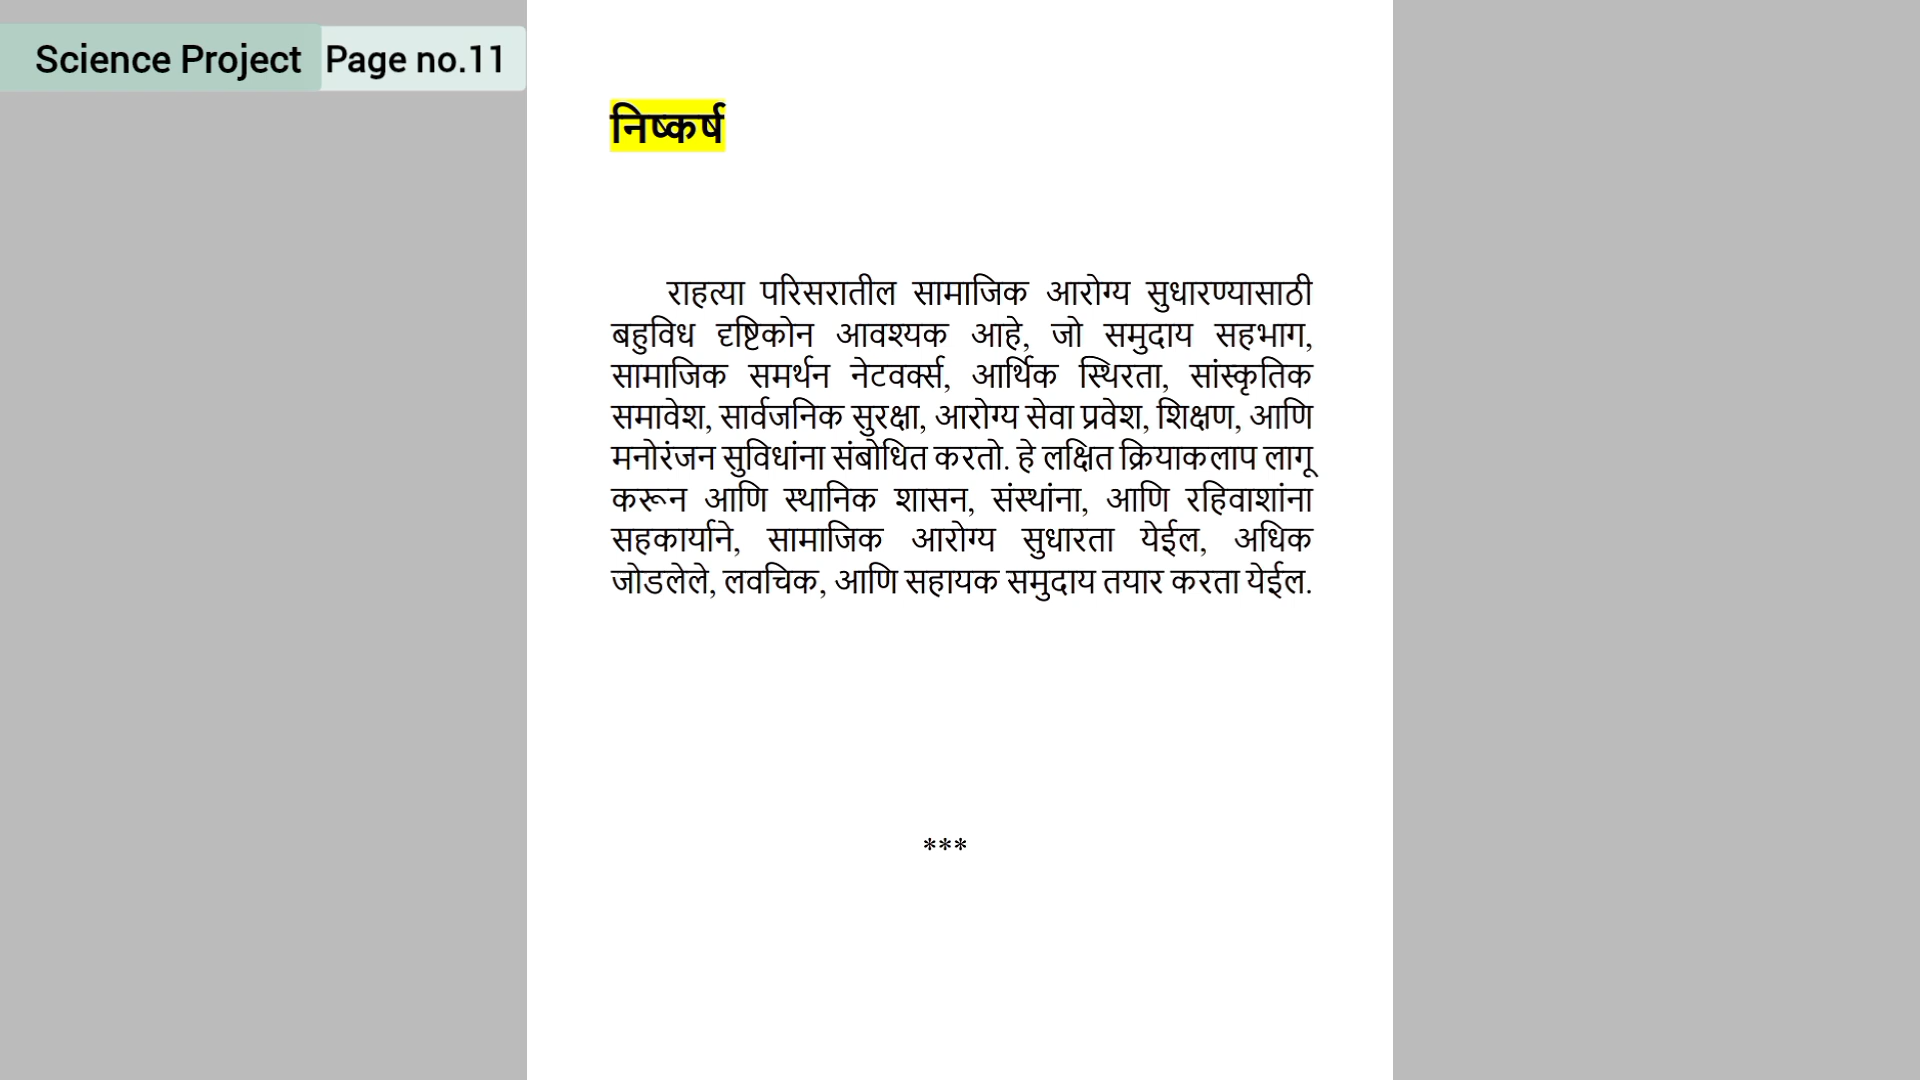 Science Project Page no.11
निष्कर्ष
राहत्या परिसरातील सामाजिक आरोग्य सुधारण्यासाठी
बहुविध दृष्टिकोन आवश्यक आहे, जो समुदाय सहभाग,
सामाजिक समर्थन नेटवर्क्स, आर्थिक स्थिरता, सांस्कृतिक
समावेश, सार्वजनिक सुरक्षा, आरोग्य सेवा प्रवेश, शिक्षण, आणि
मनोरंजन सुविधांना संबोधित करतो. हे लक्षित क्रियाकलाप लागू
करून आणि स्थानिक शासन, संस्थांना, आणि रहिवाशांना
सहकार्याने, सामाजिक आरोग्य सुधारता येईल, अधिक
जोडलेले, लवचिक, आणि सहायक समुदाय तयार करता येईल.
***